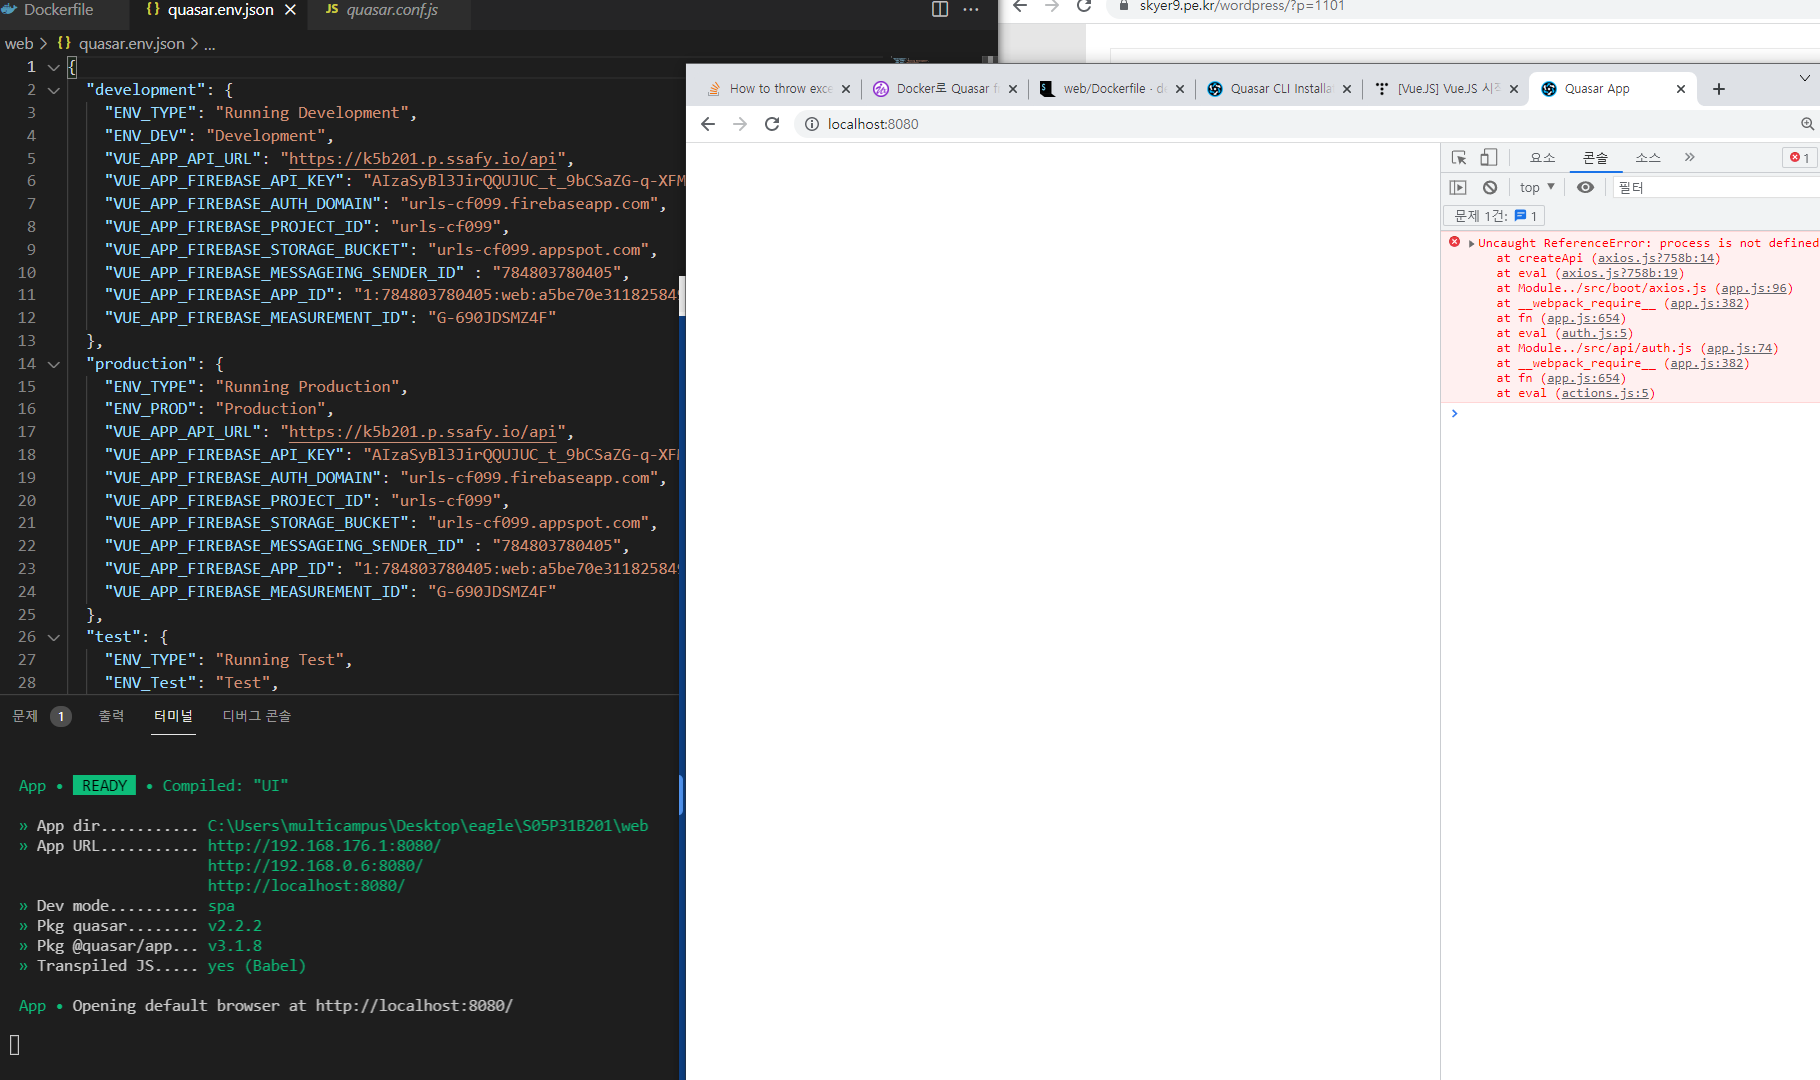 Dockerfile
{} quasar.env.json
JS quasar.conf.js
web > {} quasar.env.json > ...
1 {
2 "development": {
3 "ENV_TYPE": "Running Development",
4 "ENV_DEV": "Development",
5 "VUE_APP_API_URL": "https://k5b201.p.ssafy.io/api",
6 "VUE_APP_FIREBASE_API_KEY": "AIzaSyBl3JirQQUJUC_t_9bCSaZG-q-XFM
7 "VUE_APP_FIREBASE_AUTH_DOMAIN": "urls-cf099.firebaseapp.com",
8 "VUE_APP_FIREBASE_PROJECT_ID": "urls-cf099",
9 "VUE_APP_FIREBASE_STORAGE_BUCKET": "urls-cf099.appspot.com",
10 "VUE_APP_FIREBASE_MESSAGEING_SENDER_ID" : "784803780405",
11 "VUE_APP_FIREBASE_APP_ID": "1:784803780405:web:a5be70e311825849
12 "VUE_APP_FIREBASE_MEASUREMENT_ID": "G-690JDSMZ4F"
13 },
14 "production": {
15 "ENV_TYPE": "Running Production",
16 "ENV_PROD": "Production",
17 "VUE_APP_API_URL": "https://k5b201.p.ssafy.io/api",
18 "VUE_APP_FIREBASE_API_KEY": "AIzaSyBl3JirQQUJUC_t_9bCSaZG-q-XFM
19 "VUE_APP_FIREBASE_AUTH_DOMAIN": "urls-cf099.firebaseapp.com",
20 "VUE_APP_FIREBASE_PROJECT_ID": "urls-cf099",
21 "VUE_APP_FIREBASE_STORAGE_BUCKET": "urls-cf099.appspot.com",
22 "VUE_APP_FIREBASE_MESSAGEING_SENDER_ID" : "784803780405",
23 "VUE_APP_FIREBASE_APP_ID": "1:784803780405:web:a5be70e311825849
24 "VUE_APP_FIREBASE_MEASUREMENT_ID": "G-690JDSMZ4F"
25 },
26 "test": {
27 "ENV_TYPE": "Running Test",
28 "ENV_Test": "Test",
문제 1 출력 터미널 디버그 콘솔
App • READY • Compiled: "UI"
» App dir........... C:\Users\multicampus\Desktop\eagle\S05P31B201\web
» App URL........... http://192.168.176.1:8080/
http://192.168.0.6:8080/
http://localhost:8080/
» Dev mode.......... spa
» Pkg quasar........ v2.2.2
» Pkg @quasar/app... v3.1.8
» Transpiled JS..... yes (Babel)
App • Opening default browser at http://localhost:8080/
skyer9.pe.kr/wordpress/?p=1101
How to throw exce
Docker로 Quasar f
web/Dockerfile · de
Quasar CLI Installat
[VueJS] VueJS 시작
Quasar App
localhost:8080
요소 콘솔 소스 » 1
top ▼ 필터
문제 1건: 1
Uncaught ReferenceError: process is not defined
at createApi (axios.js?758b:14)
at eval (axios.js?758b:19)
at Module../src/boot/axios.js (app.js:96)
at __webpack_require__ (app.js:382)
at fn (app.js:654)
at eval (auth.js:5)
at Module../src/api/auth.js (app.js:74)
at __webpack_require__ (app.js:382)
at fn (app.js:654)
at eval (actions.js:5)